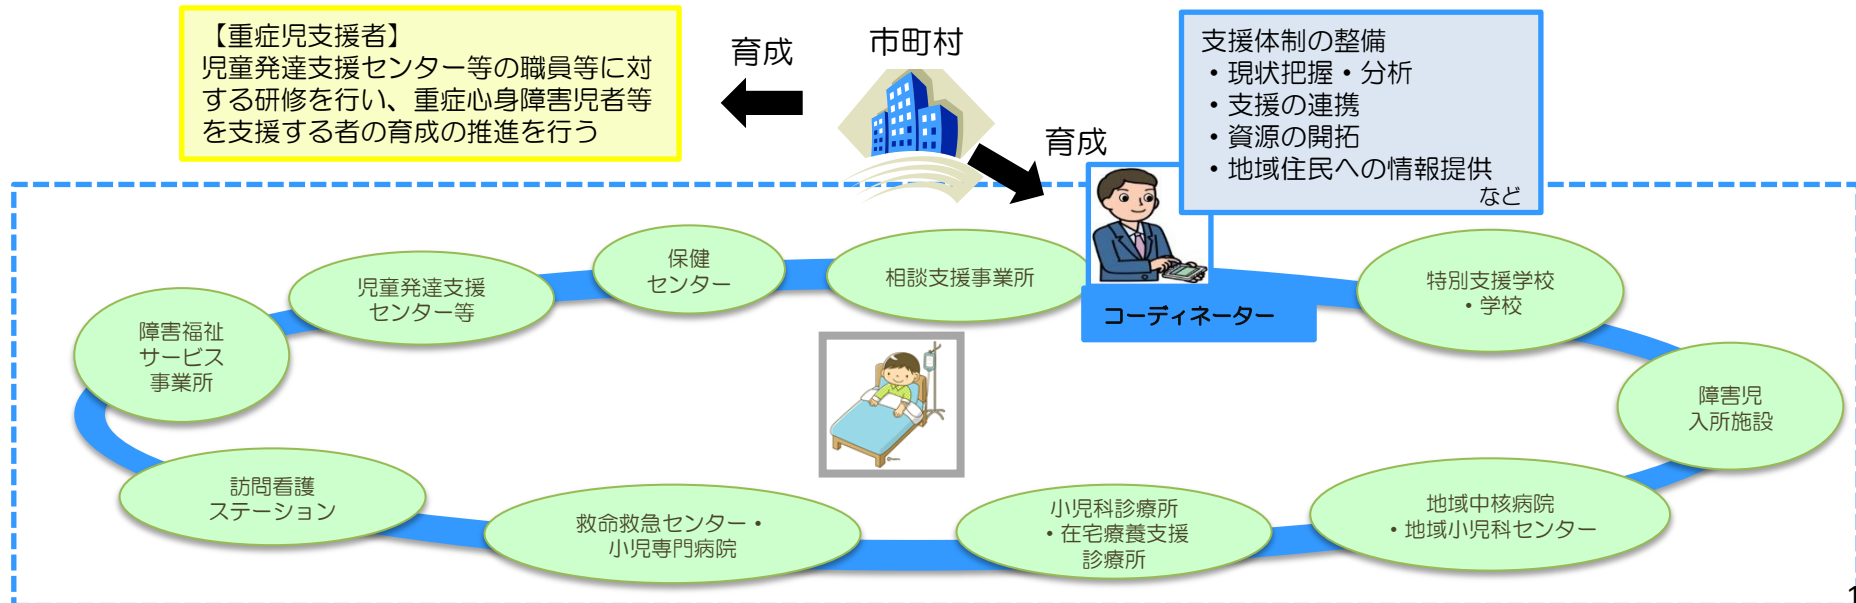 【重症児支援者】
児童発達支援センター等の職員等に対
する研修を行い、重症心身障害児者等
を支援する者の育成の推進を行う
育成
市町村
育成
支援体制の整備
・現状把握・分析
・支援の連携
・資源の開拓
・地域住民への情報提供
など
コーディネーター
障害福祉
サービス
事業所
児童発達支援
センター等
保健
センター
相談支援事業所
特別支援学校
・学校
障害児
入所施設
訪問看護
ステーション
救命救急センター・
小児専門病院
小児科診療所
・在宅療養支援
診療所
地域中核病院
・地域小児科センター
1